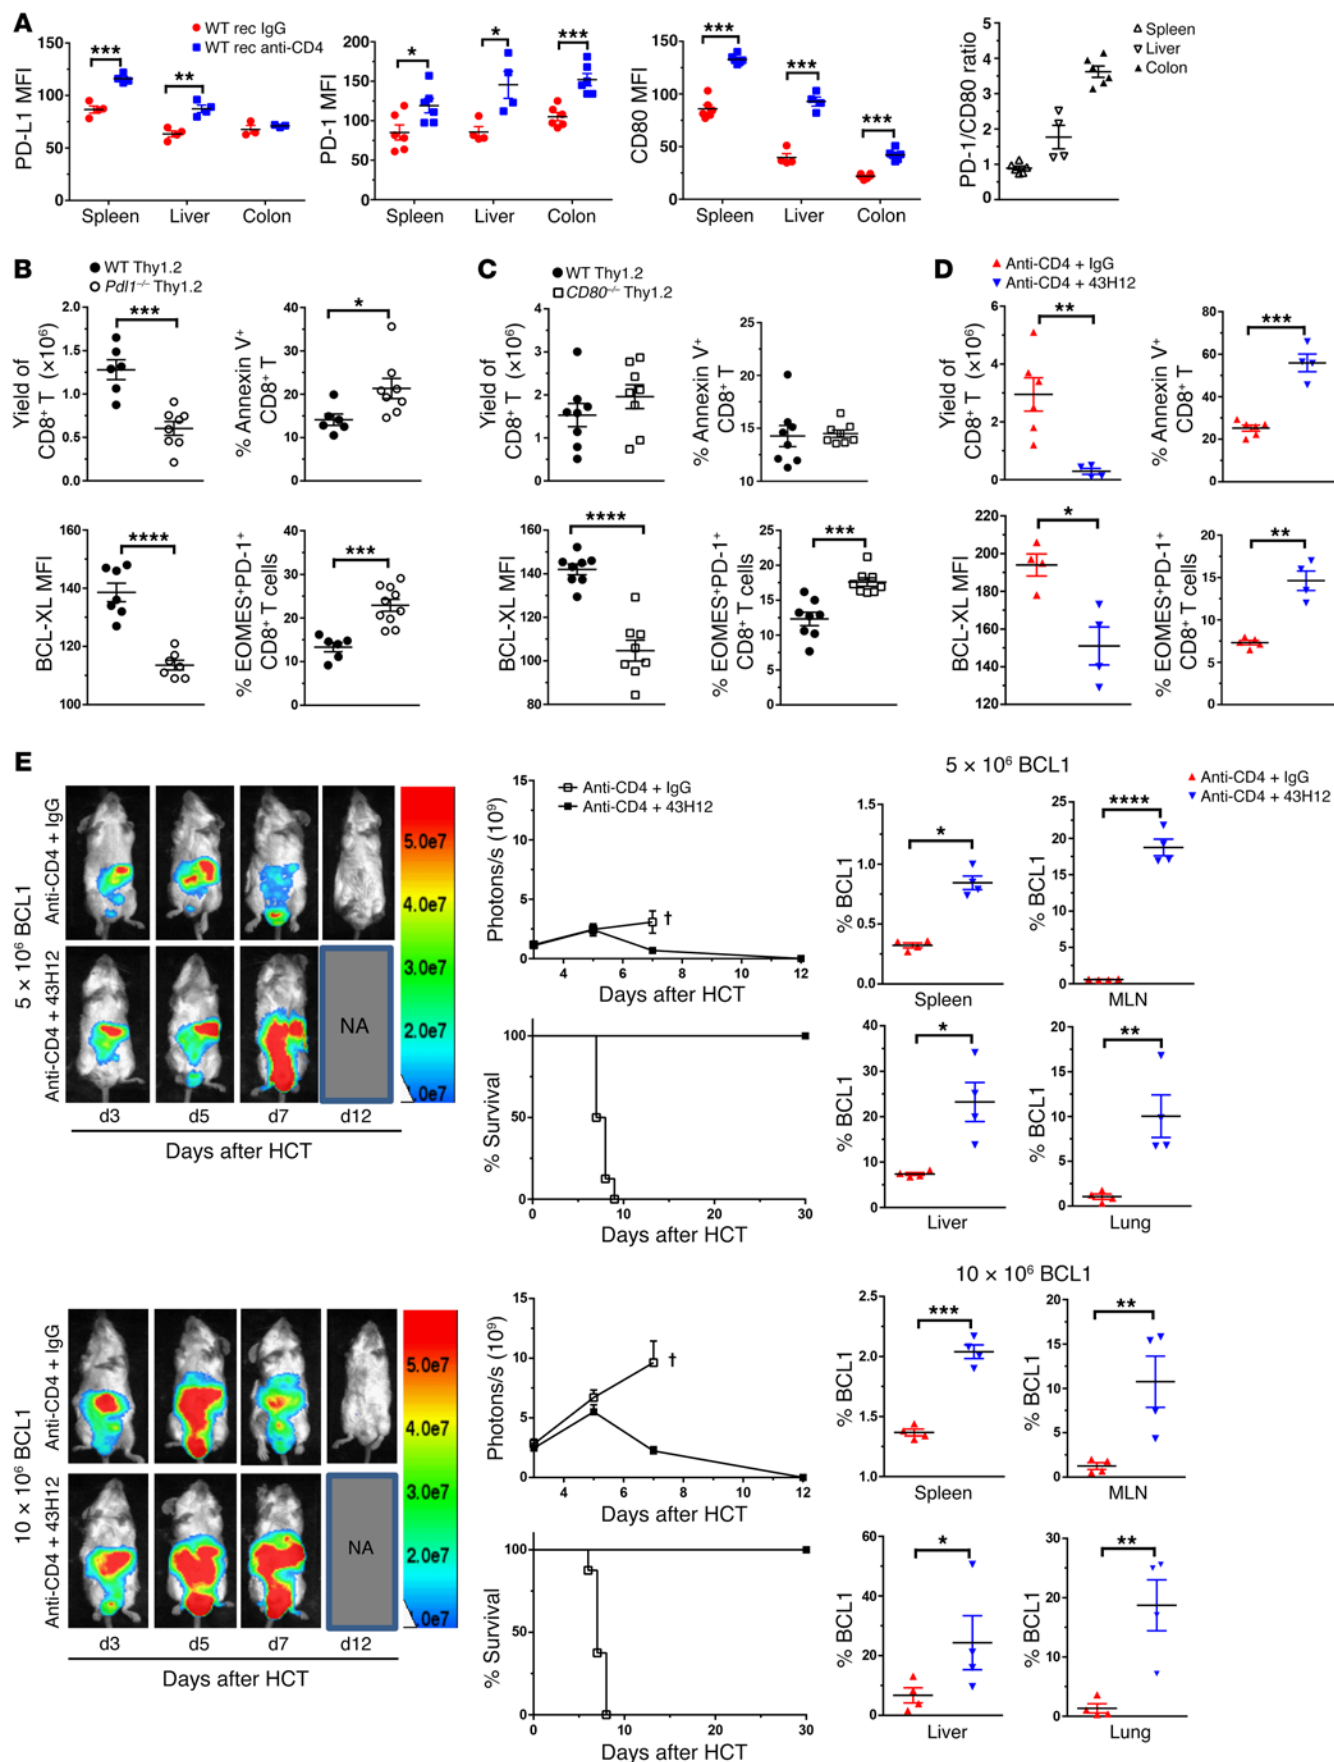 A
WT rec IgG
WT rec anti-CD4
PD-L1 MFI
200
150
100
50
0
*** ** 
Spleen Liver Colon
PD-1 MFI
200
150
100
50
0
* * ***
Spleen Liver Colon
CD80 MFI
200
150
100
50
0
*** *** ***
Spleen Liver Colon
PD-1/CD80 ratio
5
4
3
2
1
0
Spleen
Liver
Colon
B
WT Thy1.2
Pdl1–/– Thy1.2
Yield of
CD8+ T (×10⁶)
2.0
1.5
1.0
0.5
0.0
***
% Annexin V+
CD8+ T
40
30
20
10
0
*
BCL-XL MFI
160
140
120
100
****
% EOMES+PD-1+
CD8+ T cells
40
30
20
10
0
***
C
WT Thy1.2
CD80–/– Thy1.2
Yield of
CD8+ T (×10⁶)
4
3
2
1
0
% Annexin V+
CD8+ T
25
20
15
10
BCL-XL MFI
160
140
120
100
80
****
% EOMES+PD-1+
CD8+ T cells
25
20
15
10
5
0
***
D
Anti-CD4 + IgG
Anti-CD4 + 43H12
Yield of
CD8+ T (×10⁶)
6
4
2
0
**
% Annexin V+
CD8+ T
80
60
40
20
0
***
BCL-XL MFI
220
200
180
160
140
120
*
% EOMES+PD-1+
CD8+ T cells
20
15
10
5
0
**
E
5 × 10⁶ BCL1
Anti-CD4 + IgG
Anti-CD4 + 43H12
NA
5.0e7
4.0e7
3.0e7
2.0e7
d3 d5 d7 d12
Days after HCT
Photons/s (10⁹)
15
10
5
0
Anti-CD4 + IgG
Anti-CD4 + 43H12
†
4 6 8 10 12
Days after HCT
% Survival
100
50
0
0 10 20 30
Days after HCT
5 × 10⁶ BCL1
Anti-CD4 + IgG
Anti-CD4 + 43H12
% BCL1
1.5
1.0
0.5
0.0
*
Spleen
% BCL1
25
20
15
10
5
0
****
MLN
% BCL1
40
30
20
10
0
*
Liver
% BCL1
20
15
10
5
0
**
Lung
10 × 10⁶ BCL1
Anti-CD4 + IgG
Anti-CD4 + 43H12
NA
5.0e7
4.0e7
3.0e7
2.0e7
d3 d5 d7 d12
Days after HCT
Photons/s (10⁹)
15
10
5
0
†
4 6 8 10 12
Days after HCT
% Survival
100
50
0
0 10 20 30
Days after HCT
10 × 10⁶ BCL1
% BCL1
2.5
2.0
1.5
1.0
***
Spleen
% BCL1
20
15
10
5
0
**
MLN
% BCL1
60
40
20
0
*
Liver
% BCL1
30
20
10
0
**
Lung